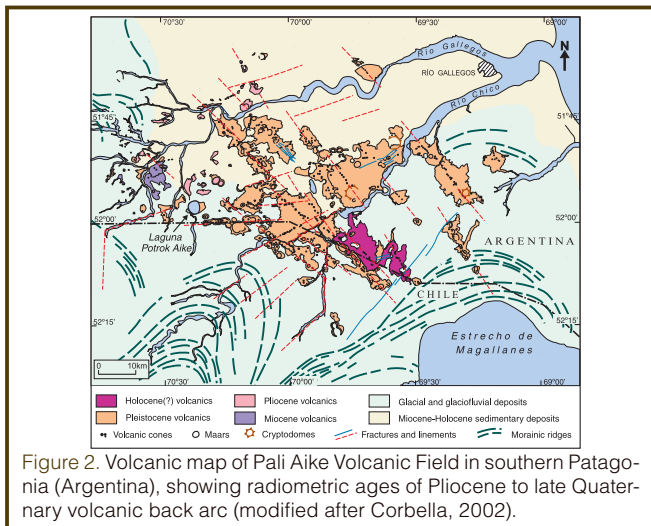 70°30' 70°00' 69°30' 69°00'
Río Gallegos
N
RÍO GALLEGOS
Río Chico
51°45' 51°45'
52°00' 52°00'
Laguna
Potrok Aike
ARGENTINA
CHILE
52°15' 52°15'
Estrecho de
Magallanes
0 10km
70°30' 70°00' 69°30' 69°00'
Holocene(?) volcanics Pliocene volcanics Glacial and glaciofluvial deposits
Pleistocene volcanics Miocene volcanics Miocene-Holocene sedimentary deposits
Volcanic cones Maars Cryptodomes Fractures and linements Morainic ridges
Figure 2. Volcanic map of Pali Aike Volcanic Field in southern Patago-
nia (Argentina), showing radiometric ages of Pliocene to late Quater-
nary volcanic back arc (modified after Corbella, 2002).